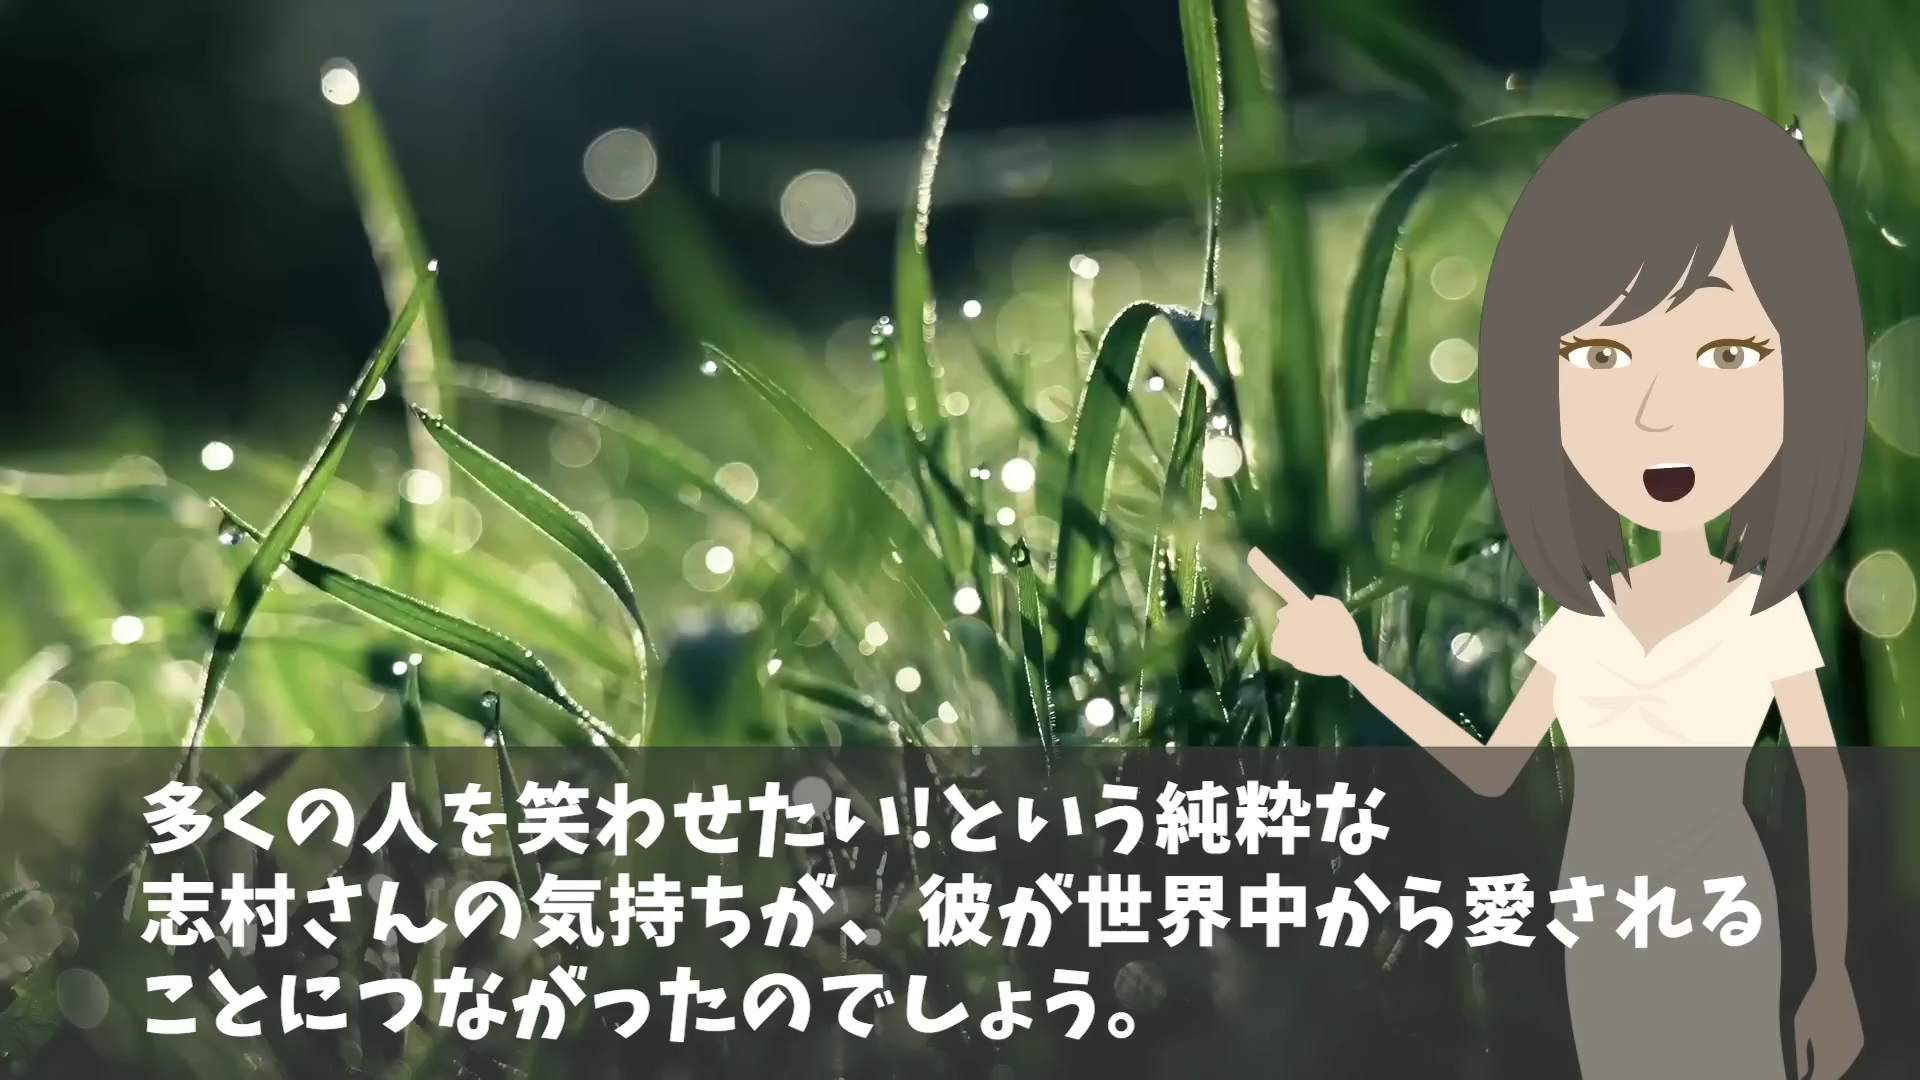 多くの人を笑わせたい!という純粋な
志村さんの気持ちが、彼が世界中から愛される
ことにつながったのでしょう。